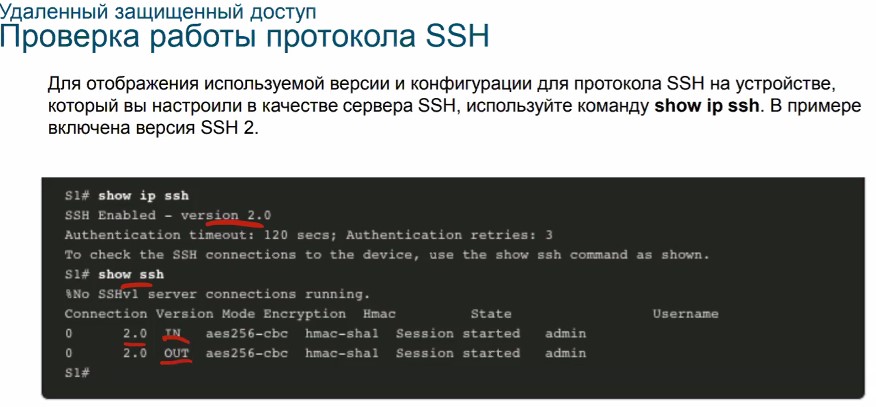 Удаленный защищенный доступ
Проверка работы протокола SSH
Для отображения используемой версии и конфигурации для протокола SSH на устройстве,
который вы настроили в качестве сервера SSH, используйте команду show ip ssh. В примере
включена версия SSH 2.
S1# show ip ssh
SSH Enabled - version 2.0
Authentication timeout: 120 secs; Authentication retries: 3
To check the SSH connections to the device, use the show ssh command as shown.
S1# show ssh
%No SSHv1 server connections running.
Connection Version Mode Encryption Hmac State Username
0 2.0 IN aes256-cbc hmac-sha1 Session started admin
0 2.0 OUT aes256-cbc hmac-sha1 Session started admin
S1#